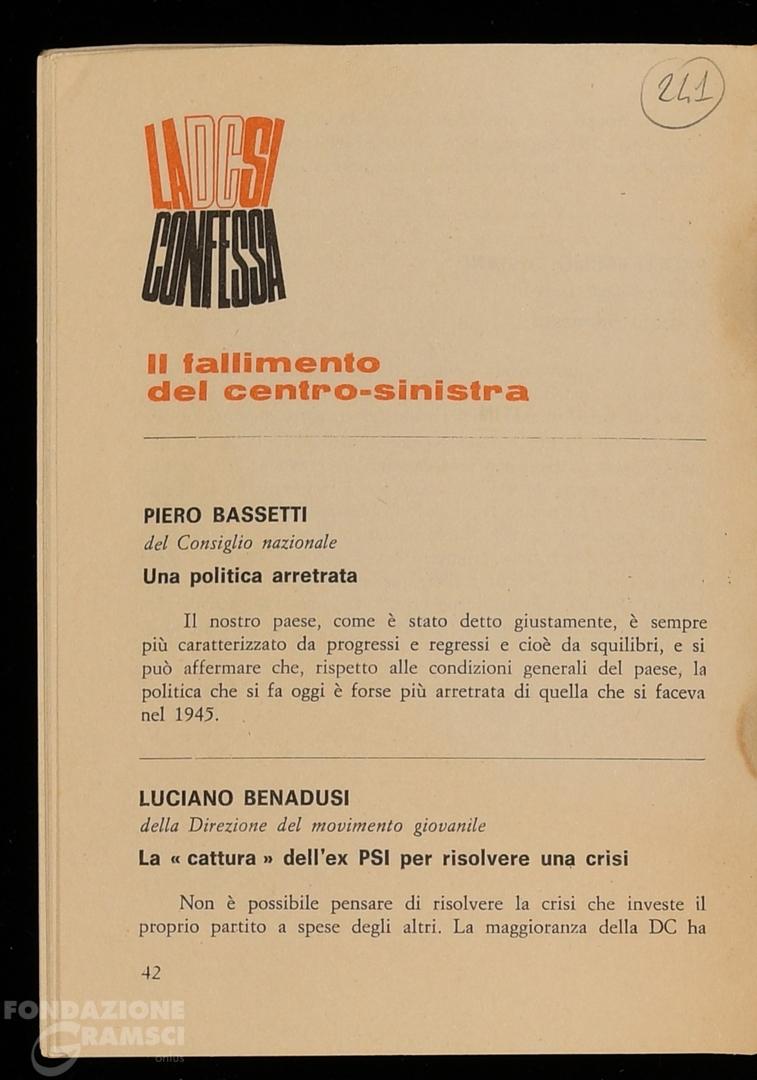 241
LA DC SI
CONFESSA
Il fallimento
del centro-sinistra
PIERO BASSETTI
del Consiglio nazionale
Una politica arretrata
Il nostro paese, come è stato detto giustamente, è sempre
più caratterizzato da progressi e regressi e cioè da squilibri, e si
può affermare che, rispetto alle condizioni generali del paese, la
politica che si fa oggi è forse più arretrata di quella che si faceva
nel 1945.
LUCIANO BENADUSI
della Direzione del movimento giovanile
La « cattura » dell'ex PSI per risolvere una crisi
Non è possibile pensare di risolvere la crisi che investe il
proprio partito a spese degli altri. La maggioranza della DC ha
42
FONDAZIONE
GRAMSCI
onlus